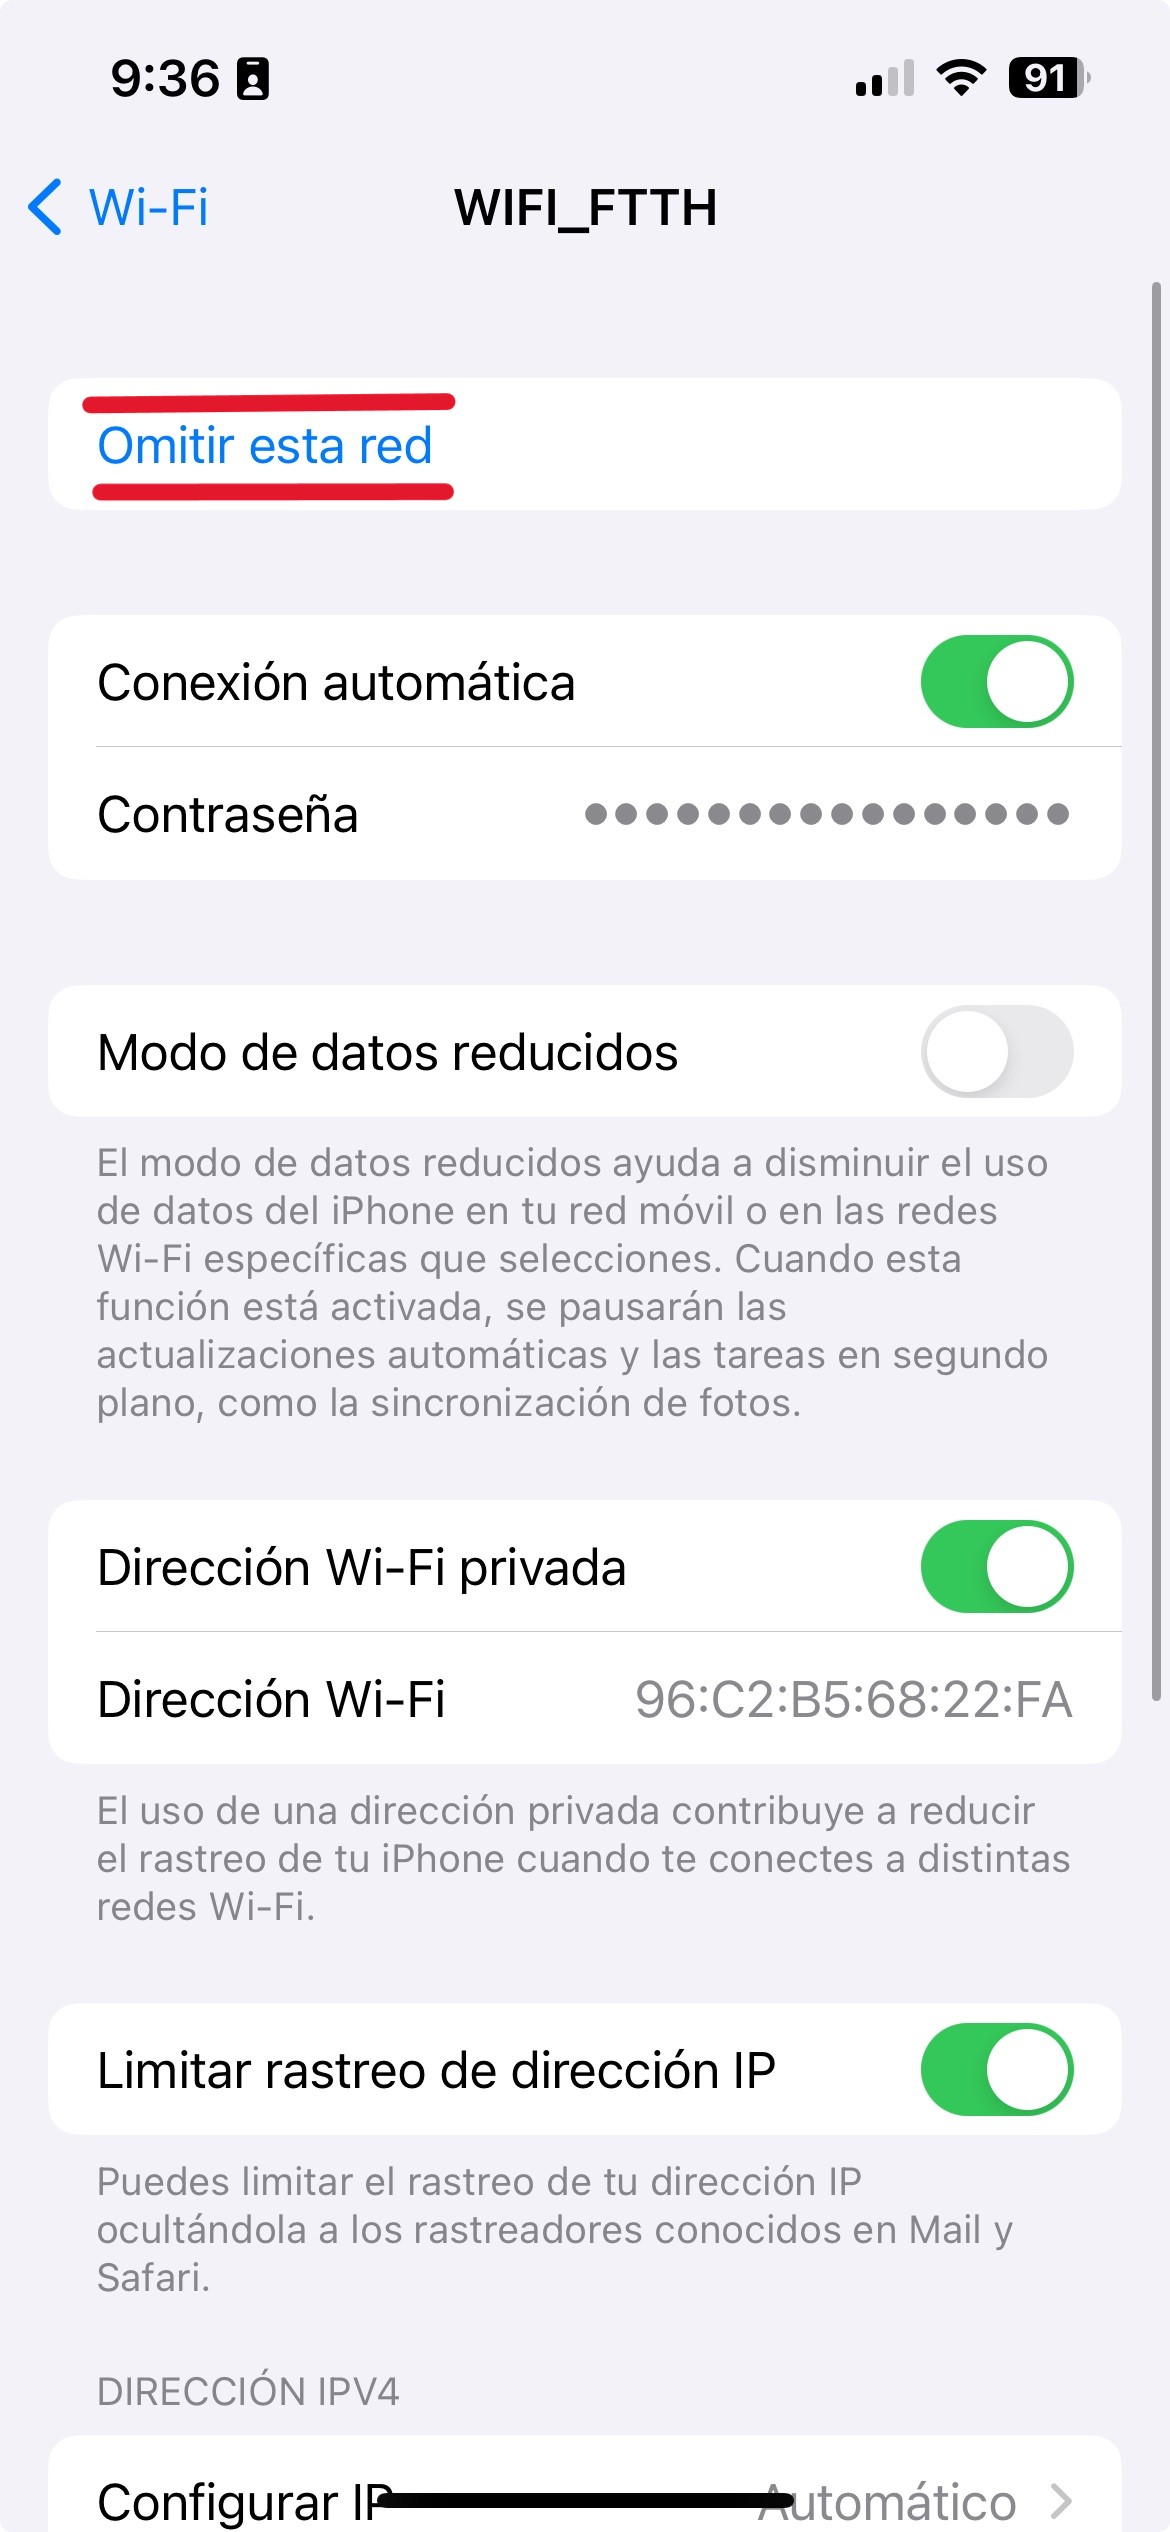 9:36
91
Wi-Fi
WIFI_FTTH
Omitir esta red
Conexión automática
Contraseña ●●●●●●●●●●●●●●●●
Modo de datos reducidos
El modo de datos reducidos ayuda a disminuir el uso
de datos del iPhone en tu red móvil o en las redes
Wi-Fi específicas que selecciones. Cuando esta
función está activada, se pausarán las
actualizaciones automáticas y las tareas en segundo
plano, como la sincronización de fotos.
Dirección Wi-Fi privada
Dirección Wi-Fi 96:C2:B5:68:22:FA
El uso de una dirección privada contribuye a reducir
el rastreo de tu iPhone cuando te conectes a distintas
redes Wi-Fi.
Limitar rastreo de dirección IP
Puedes limitar el rastreo de tu dirección IP
ocultándola a los rastreadores conocidos en Mail y
Safari.
DIRECCIÓN IPV4
Configurar IP Automático